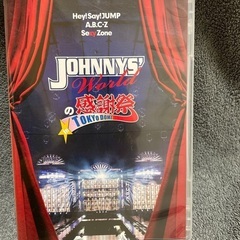 Hey!Say!JUMP
A.B.C-Z
Sexy Zone
JOHNNYS'
World
の感謝祭
TOKYO DOME